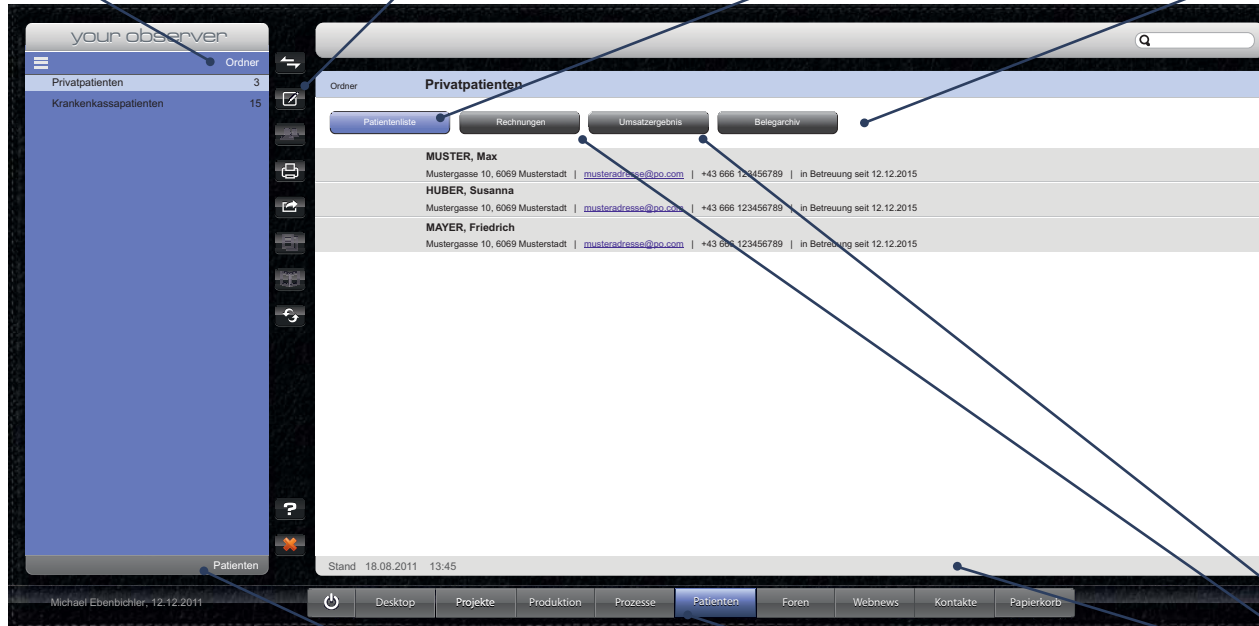 your observer
Ordner
Privatpatienten 3
Krankenkassapatienten 15
Ordner Privatpatienten
Patientenliste Rechnungen Umsatzergebnis Belegarchiv
MUSTER, Max
Mustergasse 10, 6069 Musterstadt | musteradresse@po.com | +43 666 123456789 | in Betreuung seit 12.12.2015
HUBER, Susanna
Mustergasse 10, 6069 Musterstadt | musteradresse@po.com | +43 666 123456789 | in Betreuung seit 12.12.2015
MAYER, Friedrich
Mustergasse 10, 6069 Musterstadt | musteradresse@po.com | +43 666 123456789 | in Betreuung seit 12.12.2015
?
Patienten
Stand 18.08.2011 13:45
Michael Ebenbichler, 12.12.2011
Desktop Projekte Produktion Prozesse Patienten Foren Webnews Kontakte Papierkorb